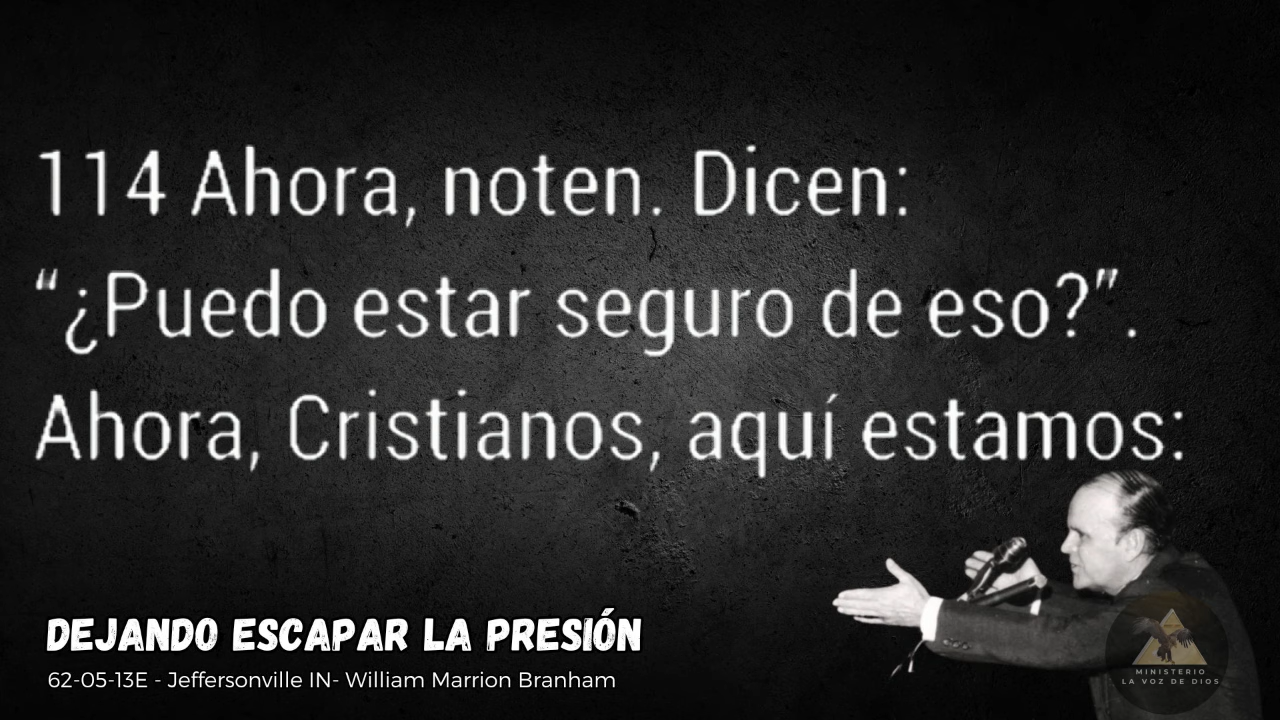 114 Ahora, noten. Dicen:
“¿Puedo estar seguro de eso?”.
Ahora, Cristianos, aquí estamos:
DEJANDO ESCAPAR LA PRESIÓN
62-05-13E - Jeffersonville IN- William Marrion Branham
MINISTERIO
LA VOZ DE DIOS